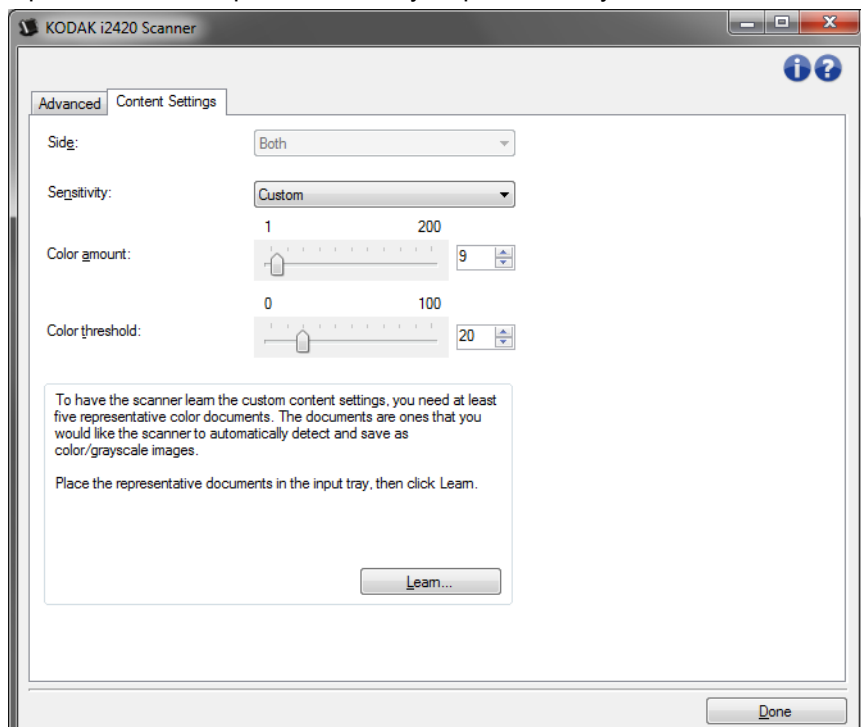 KODAK i2420 Scanner
Advanced Content Settings
Side: Both
Sensitivity: Custom
1 200
Color amount: 9
0 100
Color threshold: 20
To have the scanner learn the custom content settings, you need at least
five representative color documents. The documents are ones that you
would like the scanner to automatically detect and save as
color/grayscale images.
Place the representative documents in the input tray, then click Learn.
Learn...
Done